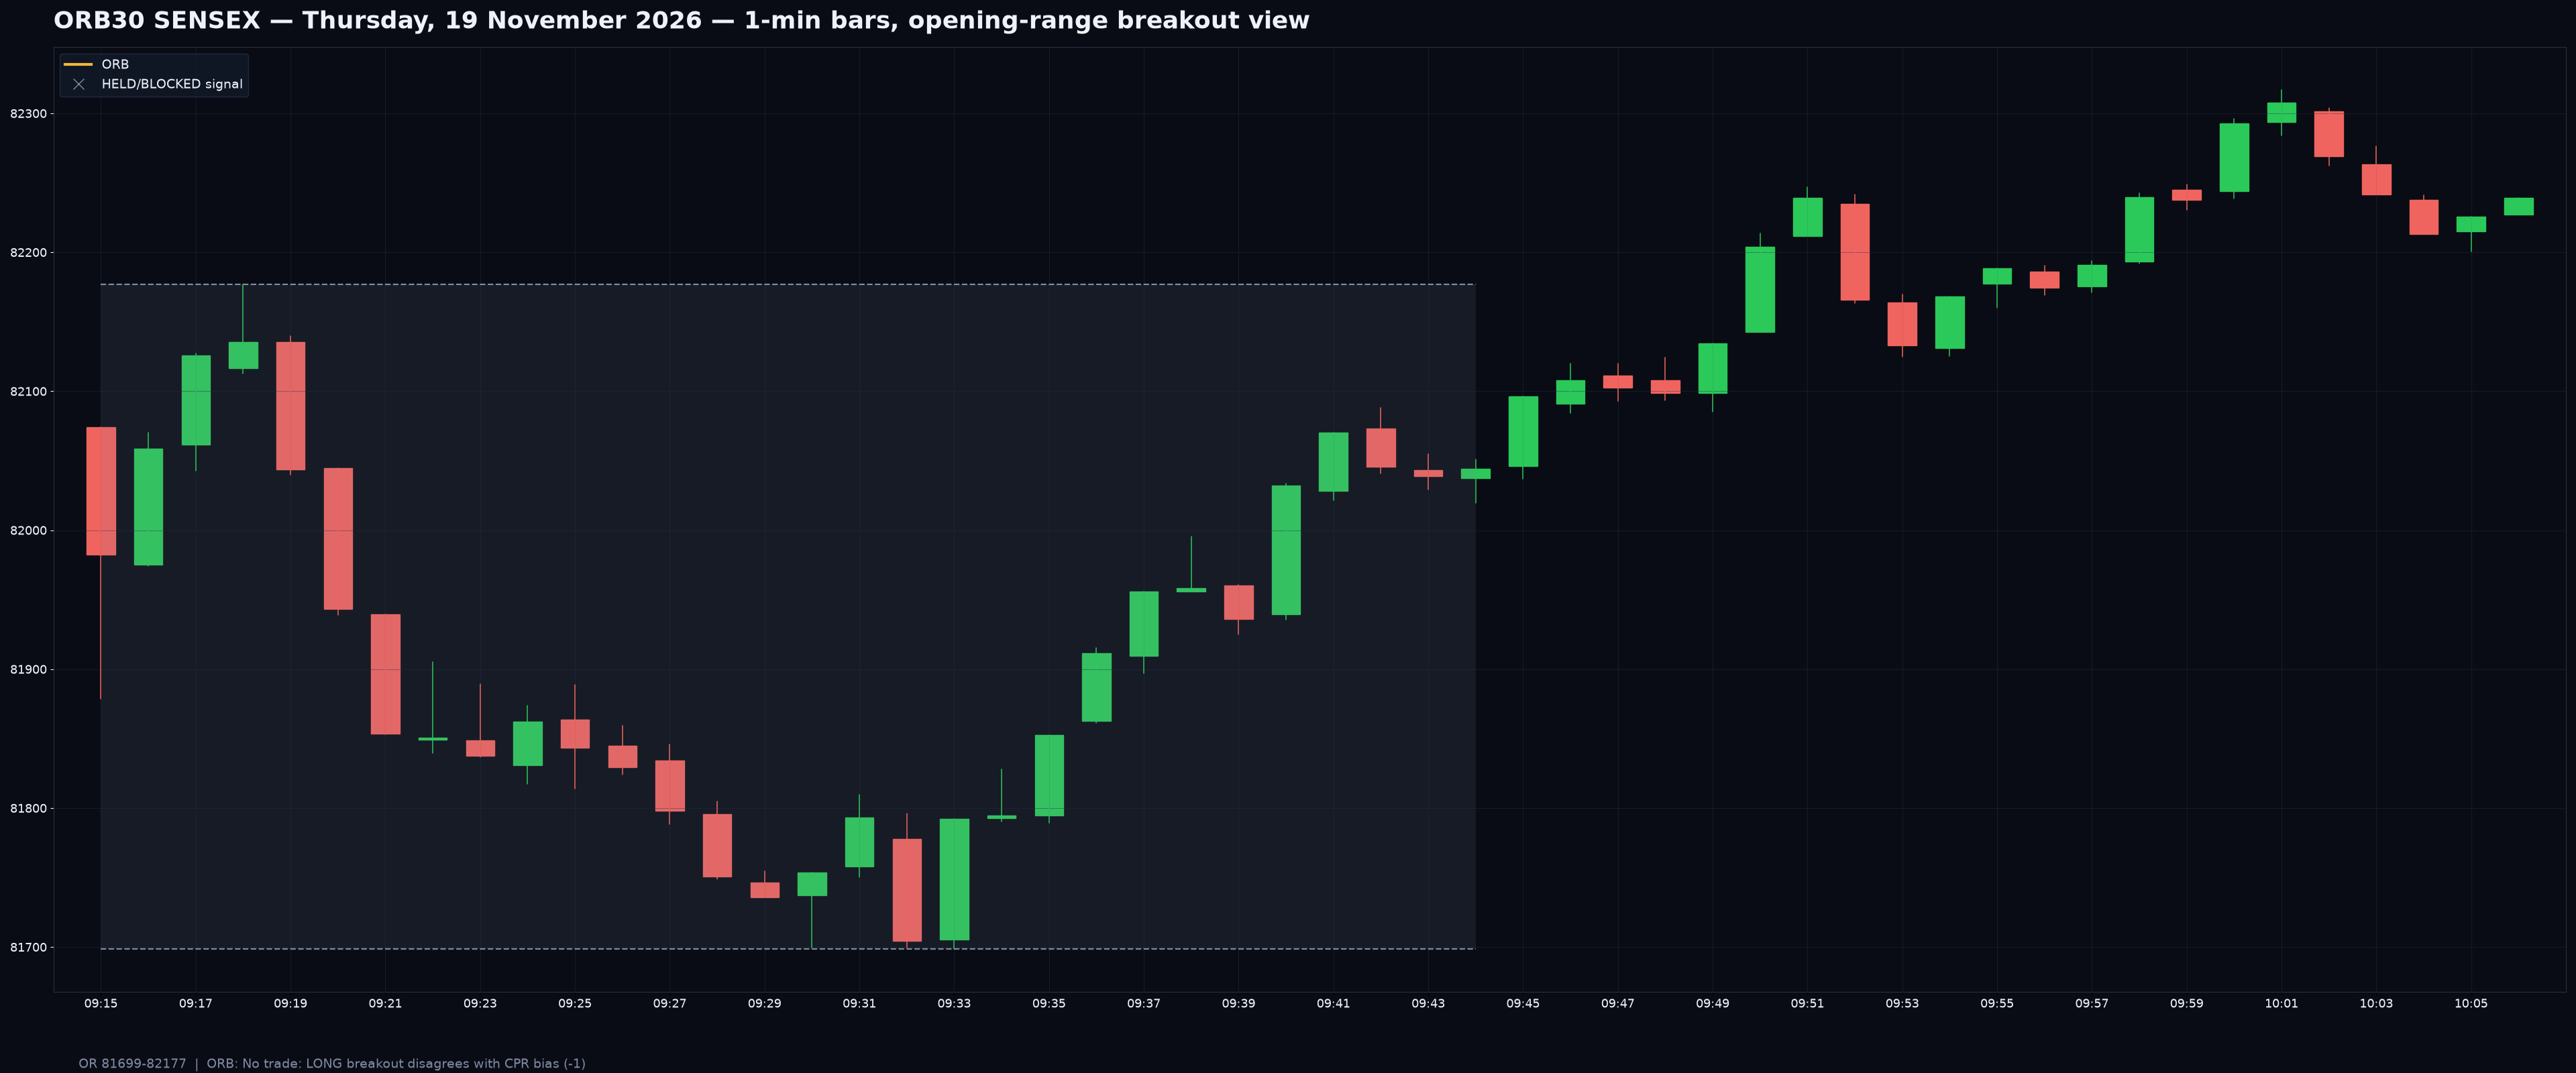 ORB30 SENSEX — Thursday, 19 November 2026 — 1-min bars, opening-range breakout view
ORB
HELD/BLOCKED signal
82300
82200
82100
82000
81900
81800
81700
09:15 09:17 09:19 09:21 09:23 09:25 09:27 09:29 09:31 09:33 09:35 09:37 09:39 09:41 09:43 09:45 09:47 09:49 09:51 09:53 09:55 09:57 09:59 10:01 10:03 10:05
OR 81699-82177 | ORB: No trade: LONG breakout disagrees with CPR bias (-1)